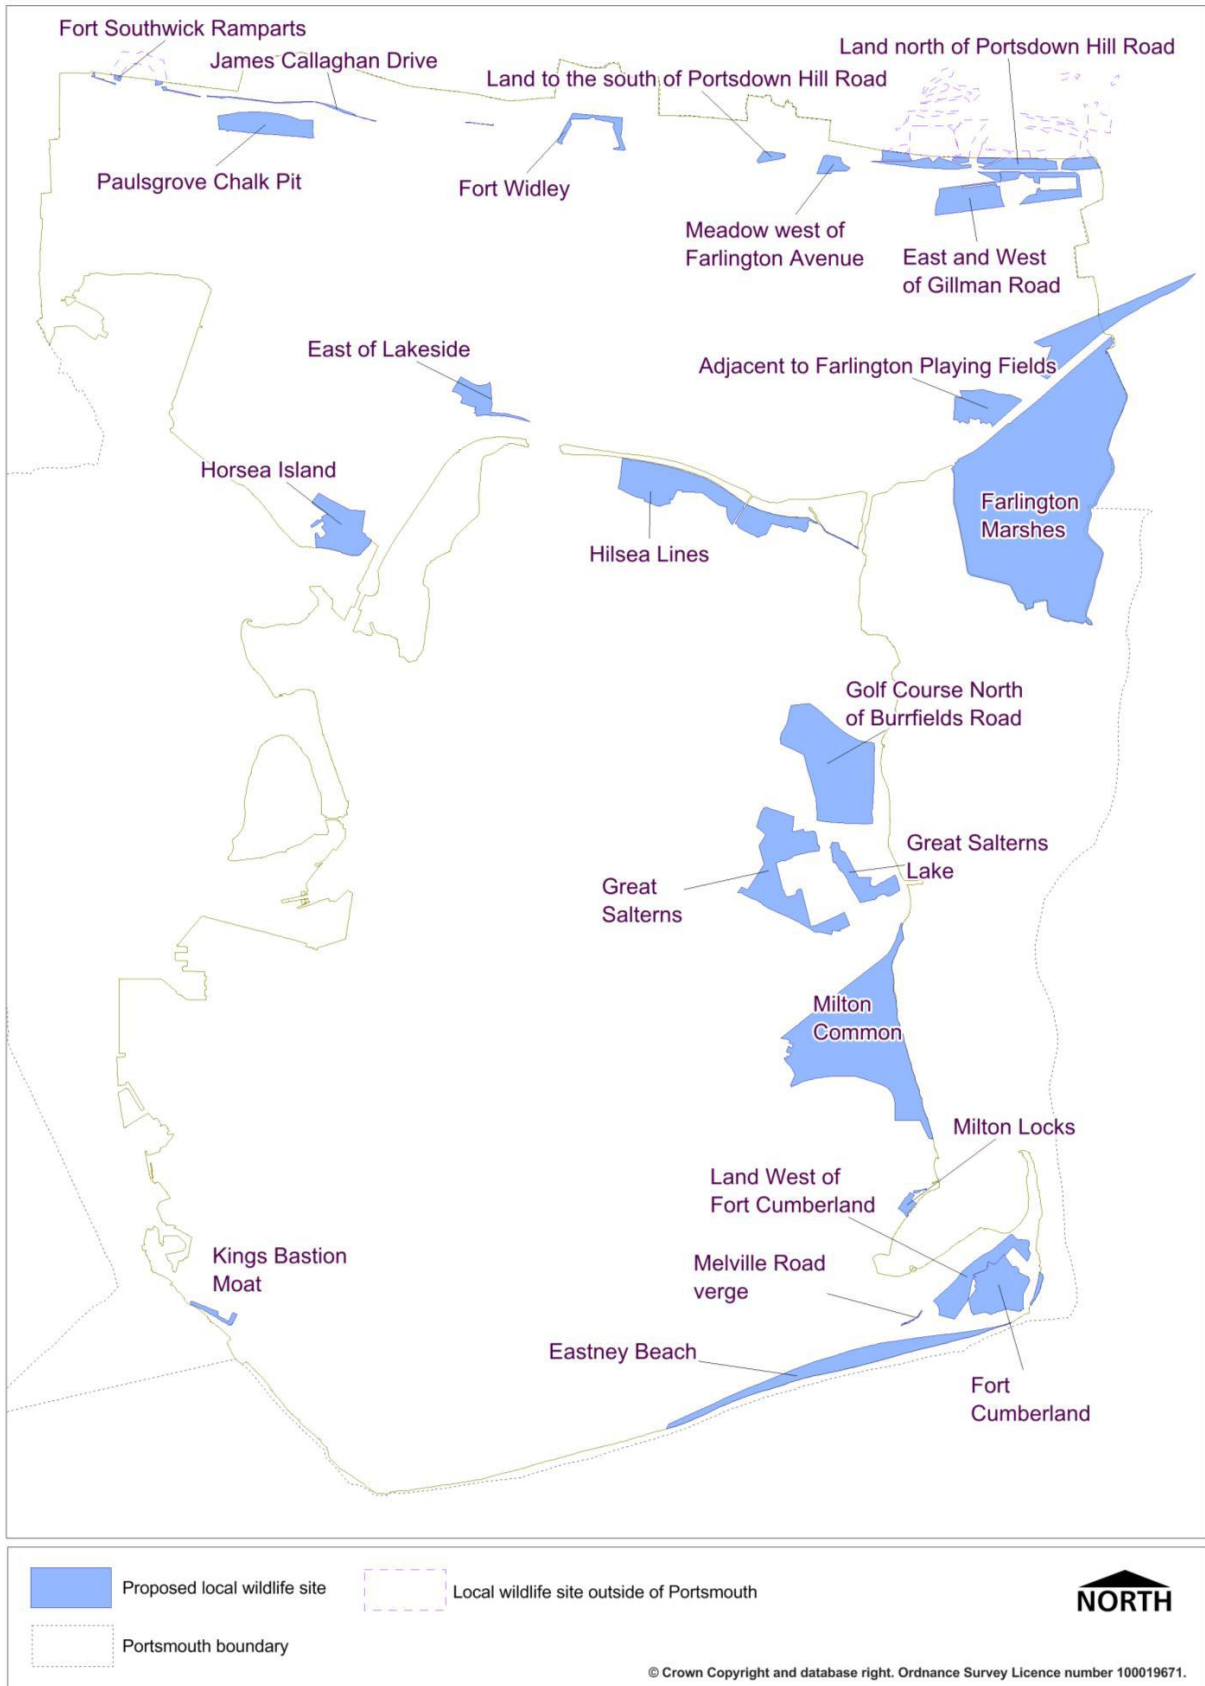 Fort Southwick Ramparts
James Callaghan Drive
Land north of Portsdown Hill Road
Land to the south of Portsdown Hill Road
Paulsgrove Chalk Pit
Fort Widley
Meadow west of
Farlington Avenue
East and West
of Gillman Road
East of Lakeside
Adjacent to Farlington Playing Fields
Horsea Island
Farlington
Marshes
Hilsea Lines
Golf Course North
of Burrfields Road
Great Salterns
Lake
Great
Salterns
Milton
Common
Milton Locks
Land West of
Fort Cumberland
Kings Bastion
Moat
Melville Road
verge
Eastney Beach
Fort
Cumberland
Proposed local wildlife site
Local wildlife site outside of Portsmouth
NORTH
Portsmouth boundary
© Crown Copyright and database right. Ordnance Survey Licence number 100019671.